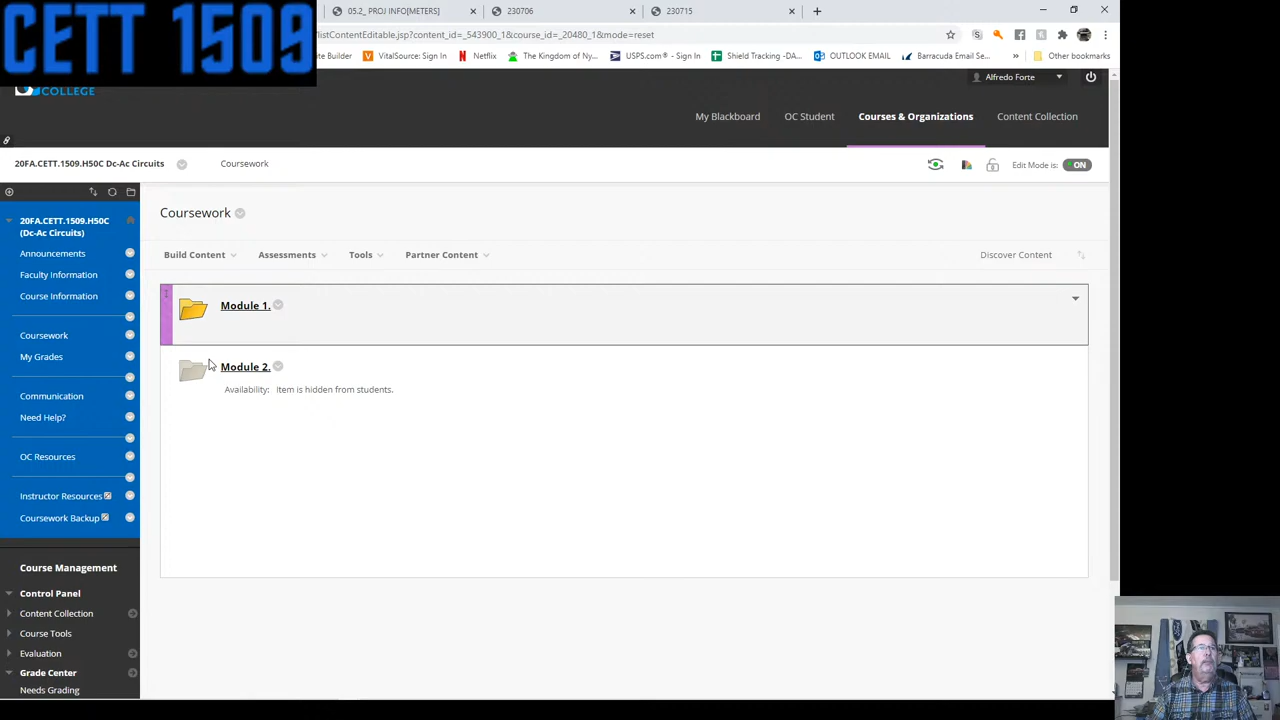 CETT 1509
05.2_ PROJ INFO[METERS]
230706
230715
listContentEditable.jsp?content_id=_543900_1&course_id=_20480_1&mode=reset
te Builder
VitalSource: Sign In
Netflix
The Kingdom of Ny...
USPS.com® - Sign In
Shield Tracking -DA...
OUTLOOK EMAIL
Barracuda Email Se...
»
Other bookmarks
COLLEGE
Alfredo Forte
My Blackboard
OC Student
Courses & Organizations
Content Collection
20FA.CETT.1509.H50C Dc-Ac Circuits
Coursework
Edit Mode is:
ON
20FA.CETT.1509.H50C
(Dc-Ac Circuits)
Announcements
Faculty Information
Course Information
Coursework
My Grades
Communication
Need Help?
OC Resources
Instructor Resources
Coursework Backup
Course Management
Control Panel
Content Collection
Course Tools
Evaluation
Grade Center
Needs Grading
Coursework
Build Content
Assessments
Tools
Partner Content
Discover Content
Module 1.
Module 2.
Availability: Item is hidden from students.